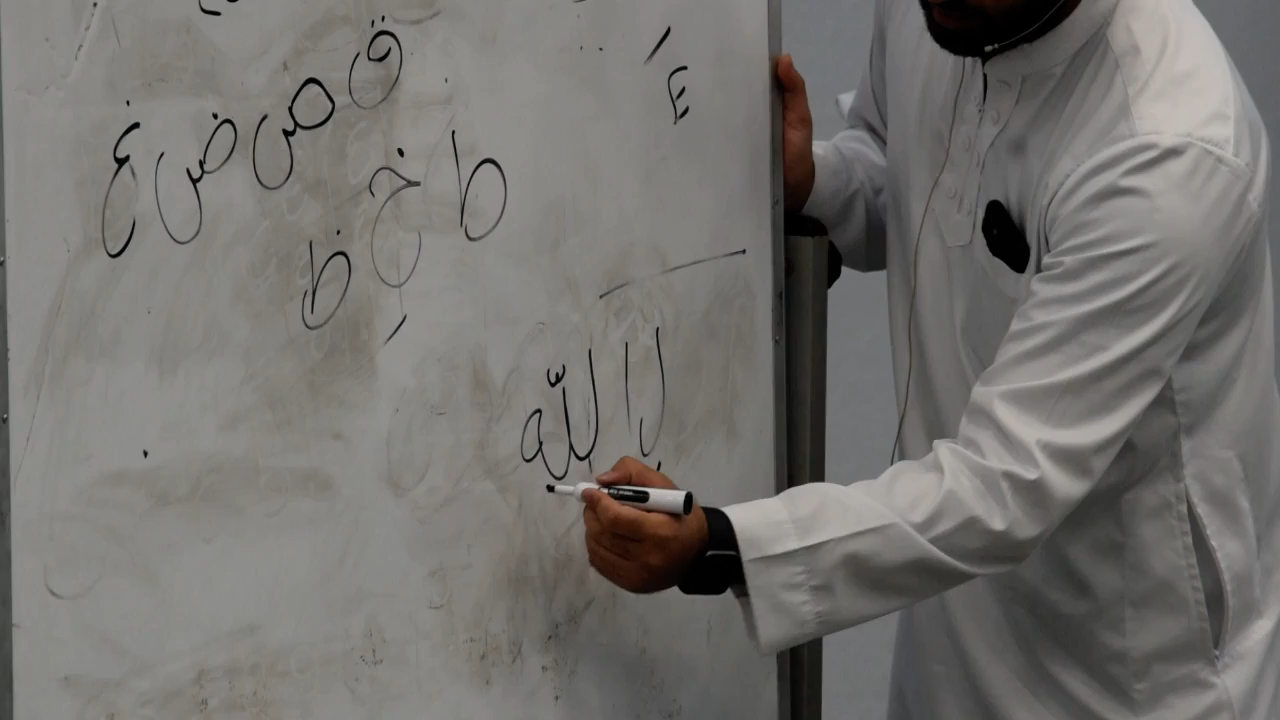 E
ق ص ض غ
ط خ ظ
لِ اللّه